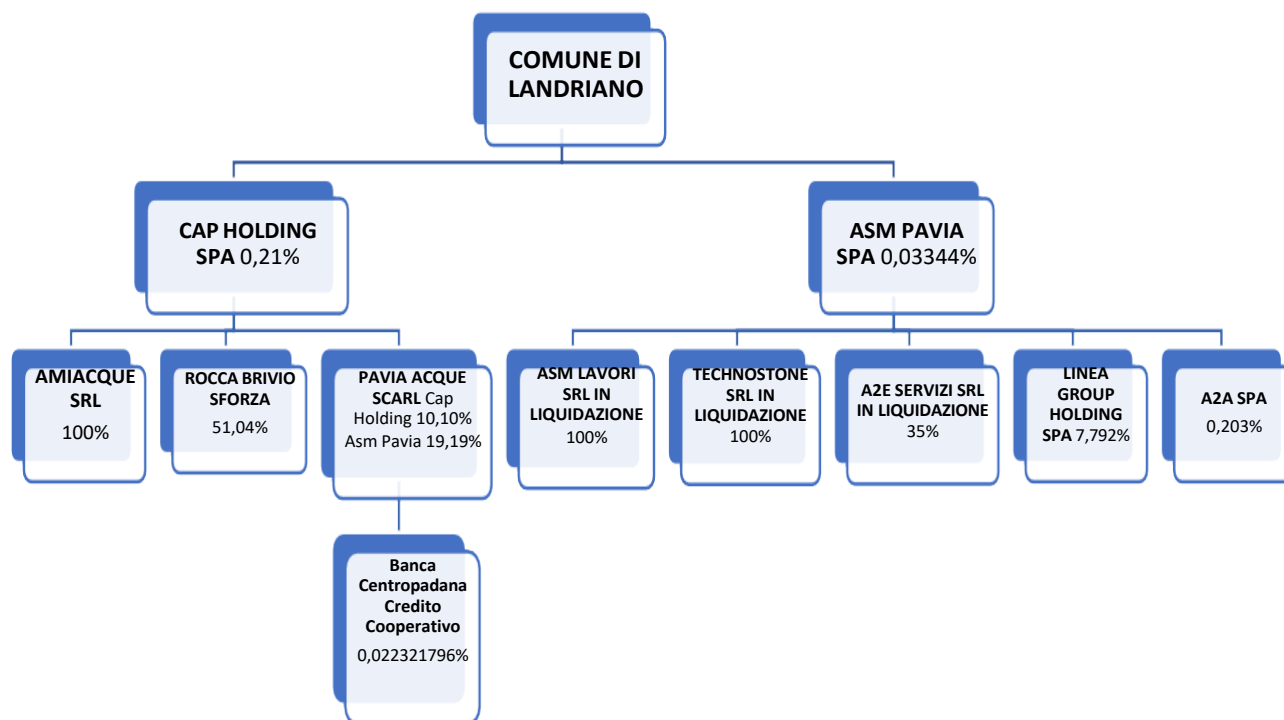 COMUNE DI
LANDRIANO
CAP HOLDING
SPA 0,21%
ASM PAVIA
SPA 0,03344%
AMIACQUE
SRL
100%
ROCCA BRIVIO
SFORZA
51,04%
PAVIA ACQUE
SCARL Cap
Holding 10,10%
Asm Pavia 19,19%
ASM LAVORI
SRL IN
LIQUIDAZIONE
100%
TECHNOSTONE
SRL IN
LIQUIDAZIONE
100%
A2E SERVIZI SRL
IN LIQUIDAZIONE
35%
LINEA
GROUP
HOLDING
SPA 7,792%
A2A SPA
0,203%
Banca
Centropadana
Credito
Cooperativo
0,022321796%